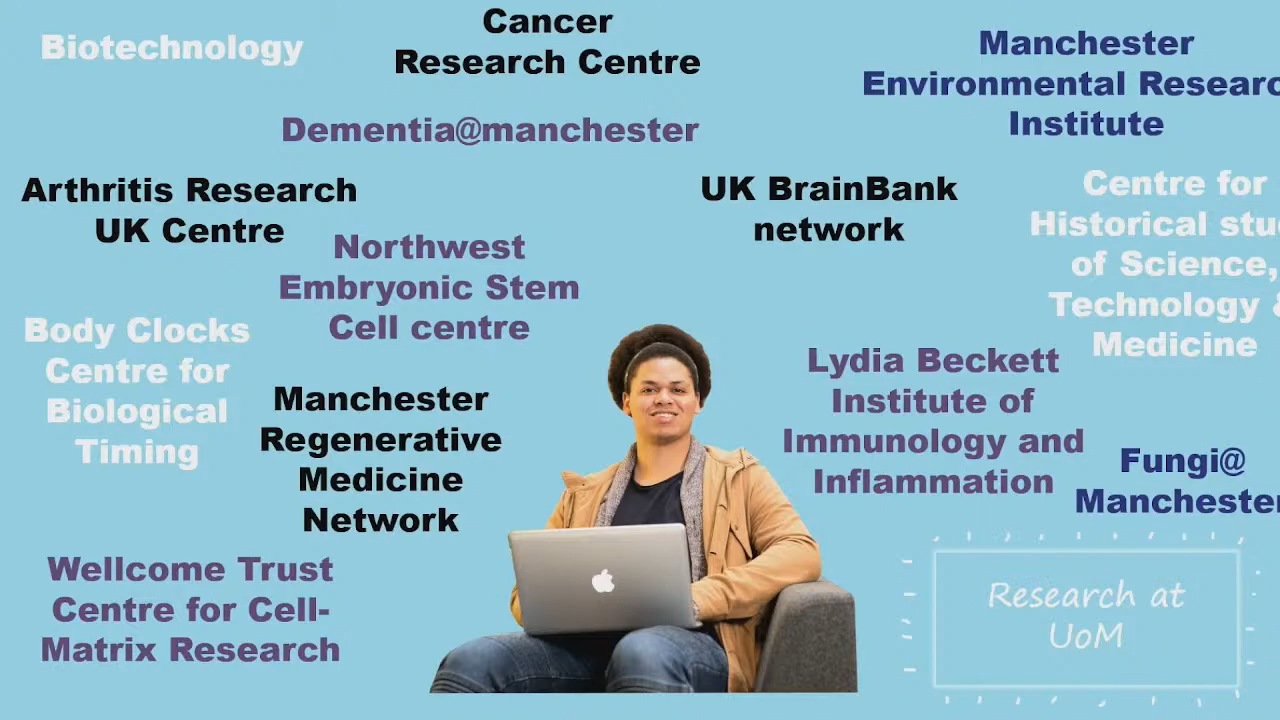 Biotechnology
Cancer
Research Centre
Manchester
Environmental Researc
Institute
Dementia@manchester
Arthritis Research
UK Centre
UK BrainBank
network
Centre for
Historical stu
of Science,
Technology &
Medicine
Northwest
Embryonic Stem
Cell centre
Body Clocks
Centre for
Biological
Timing
Manchester
Regenerative
Medicine
Network
Lydia Beckett
Institute of
Immunology and
Inflammation
Fungi@
Manchester
Wellcome Trust
Centre for Cell-
Matrix Research
Research at
UoM